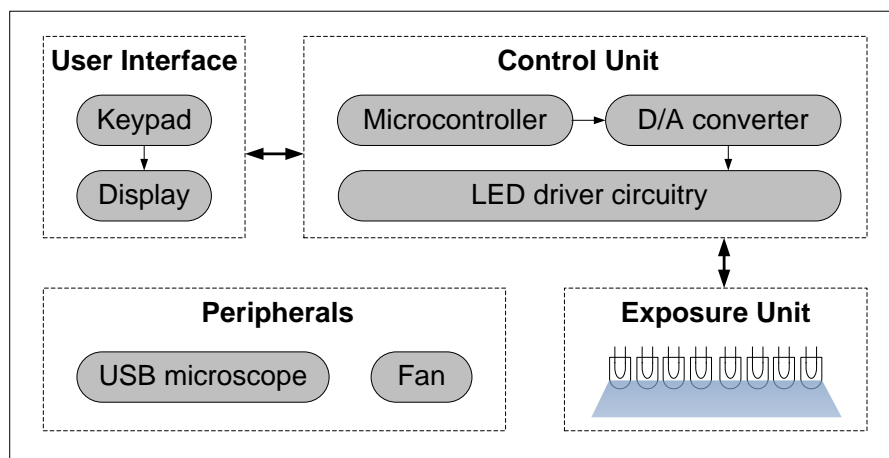 User Interface
Keypad
Display
Control Unit
Microcontroller
D/A converter
LED driver circuitry
Peripherals
USB microscope
Fan
Exposure Unit